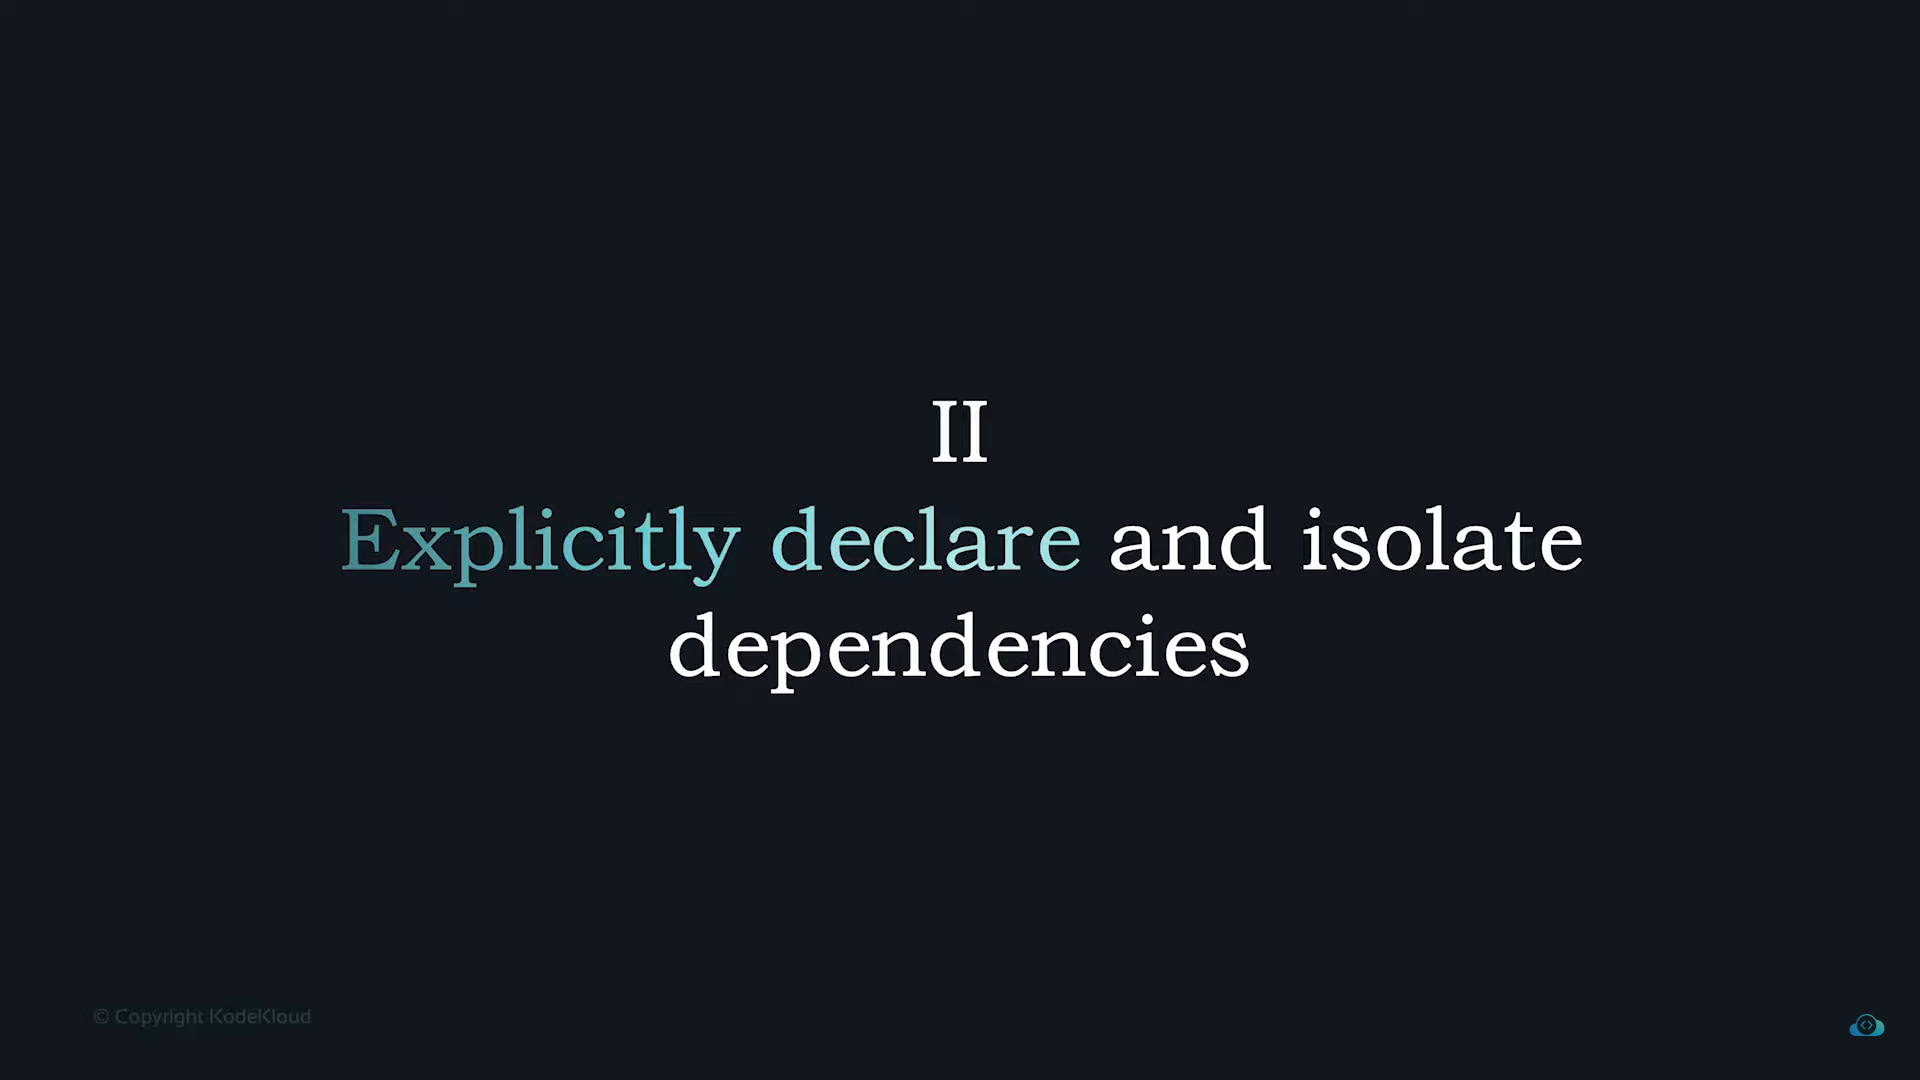 II
Explicitly declare and isolate
dependencies
© Copyright KodeKloud